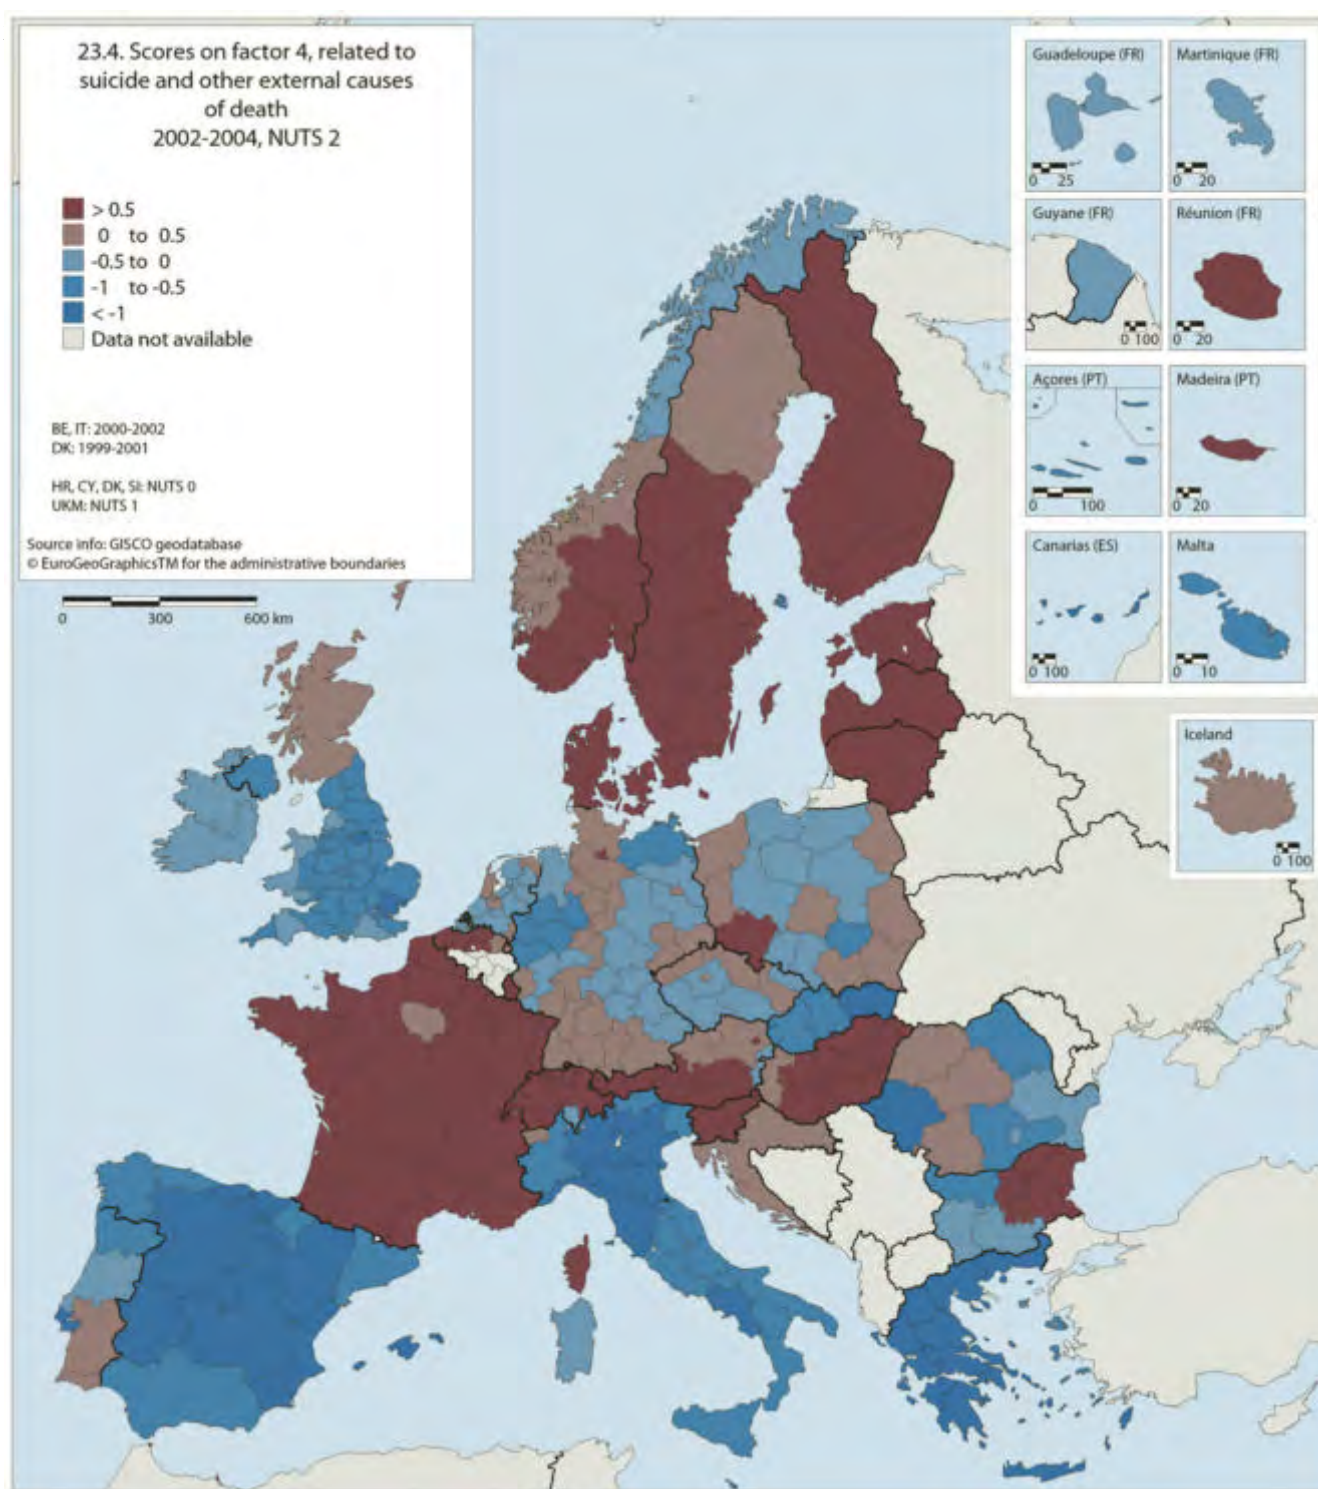 23.4. Scores on factor 4, related to
suicide and other external causes
of death
2002-2004, NUTS 2
> 0.5
0 to 0.5
-0.5 to 0
-1 to -0.5
< -1
Data not available
BE, IT: 2000-2002
DK: 1999-2001
HR, CY, DK, SI: NUTS 0
UKM: NUTS 1
Source info: GISCO geodatabase
© EuroGeoGraphicsTM for the administrative boundaries
0 300 600 km
Guadeloupe (FR)
0 25
Martinique (FR)
0 20
Guyane (FR)
0 100
Réunion (FR)
0 20
Açores (PT)
0 100
Madeira (PT)
0 20
Canarias (ES)
0 100
Malta
0 10
Iceland
0 100